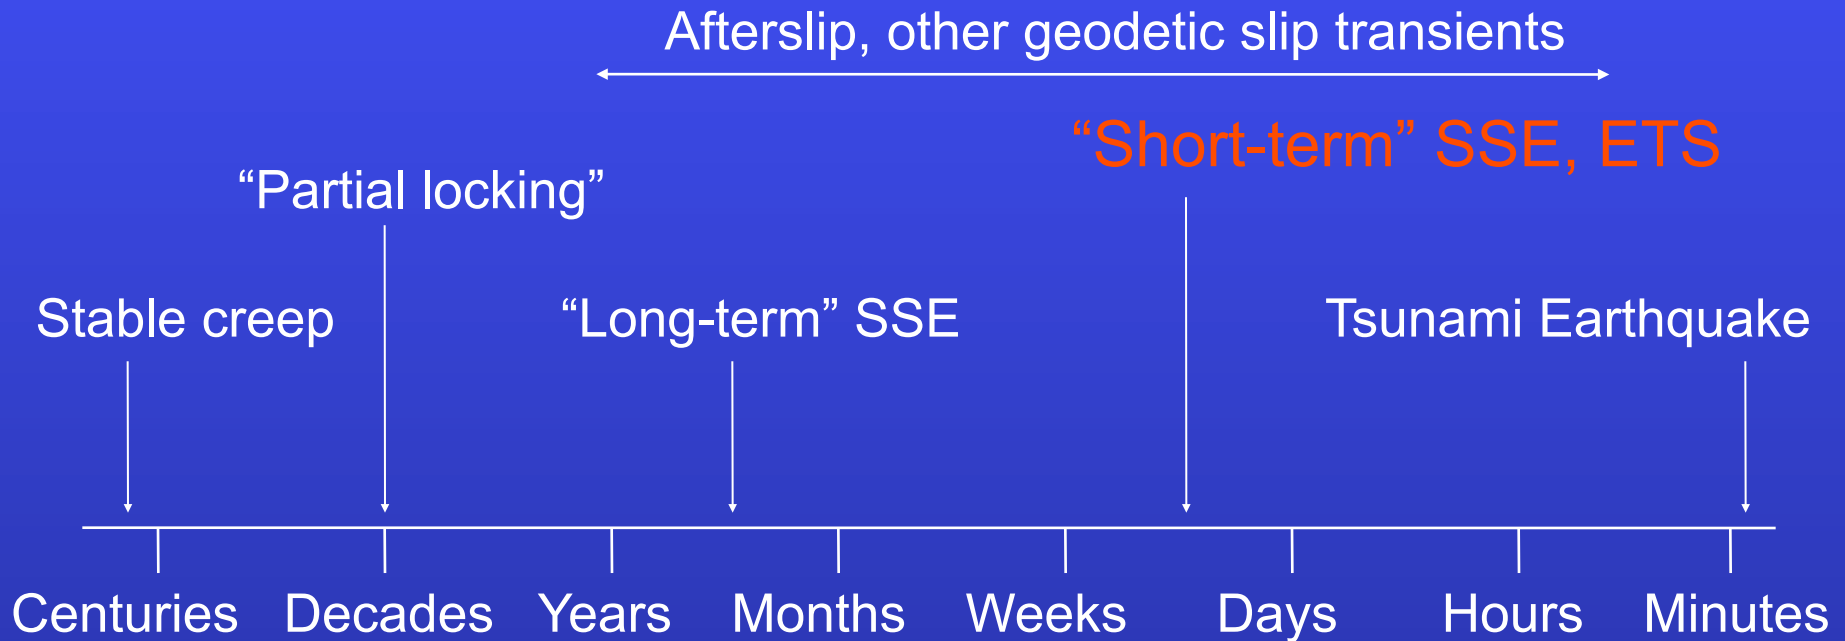 Afterslip, other geodetic slip transients
“Short-term” SSE, ETS
“Partial locking”
Stable creep
“Long-term” SSE
Tsunami Earthquake
Centuries Decades Years Months Weeks Days Hours Minutes